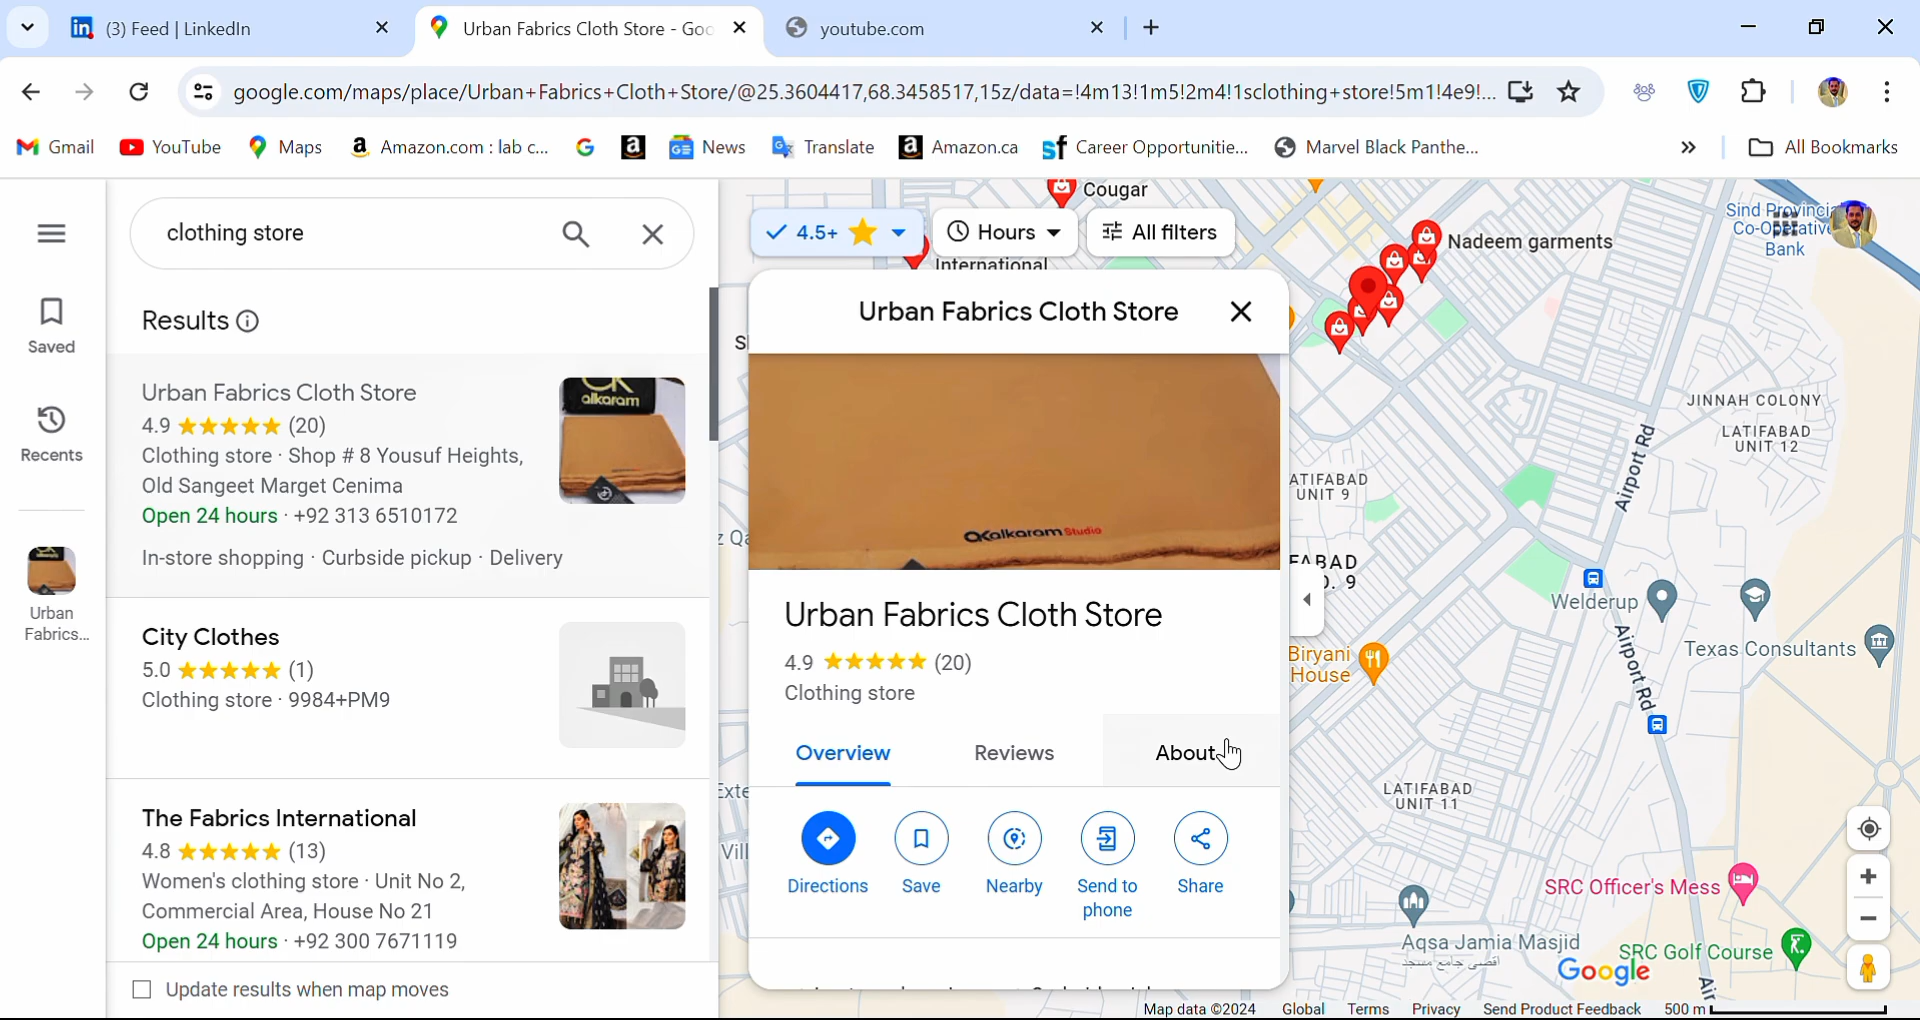 (3) Feed | LinkedIn
Urban Fabrics Cloth Store - Goo
youtube.com
google.com/maps/place/Urban+Fabrics+Cloth+Store/@25.3604417,68.3458517,15z/data=!4m13!1m5!2m4!1sclothing+store!5m1!4e9!...
Gmail
YouTube
Maps
Amazon.com : lab c...
News
Translate
Amazon.ca
Career Opportunitie...
Marvel Black Panthe...
»
All Bookmarks
clothing store
Saved
Recents
Urban
Fabrics...
Results
Urban Fabrics Cloth Store
4.9 ★★★★★ (20)
Clothing store · Shop # 8 Yousuf Heights,
Old Sangeet Marget Cenima
Open 24 hours · +92 313 6510172
In-store shopping · Curbside pickup · Delivery
alkaram
City Clothes
5.0 ★★★★★ (1)
Clothing store · 9984+PM9
The Fabrics International
4.8 ★★★★★ (13)
Women's clothing store · Unit No 2,
Commercial Area, House No 21
Open 24 hours · +92 300 7671119
Update results when map moves
4.5+
Hours
All filters
Urban Fabrics Cloth Store
alkaram Studio
Urban Fabrics Cloth Store
4.9 ★★★★★ (20)
Clothing store
Overview
Reviews
About
Directions
Save
Nearby
Send to
phone
Share
Cougar
International
Nadeem garments
Sind Provincia
Co-Operative
Bank
JINNAH COLONY
LATIFABAD
UNIT 12
ATIFABAD
UNIT 9
Airport Rd
FABAD
O. 9
Welderup
Texas Consultants
Airport Rd
Biryani
House
LATIFABAD
UNIT 11
SRC Officer's Mess
Aqsa Jamia Masjid
اقصیٰ جامع مسجد
SRC Golf Course
Google
Map data ©2024
Global
Terms
Privacy
Send Product Feedback
500 m